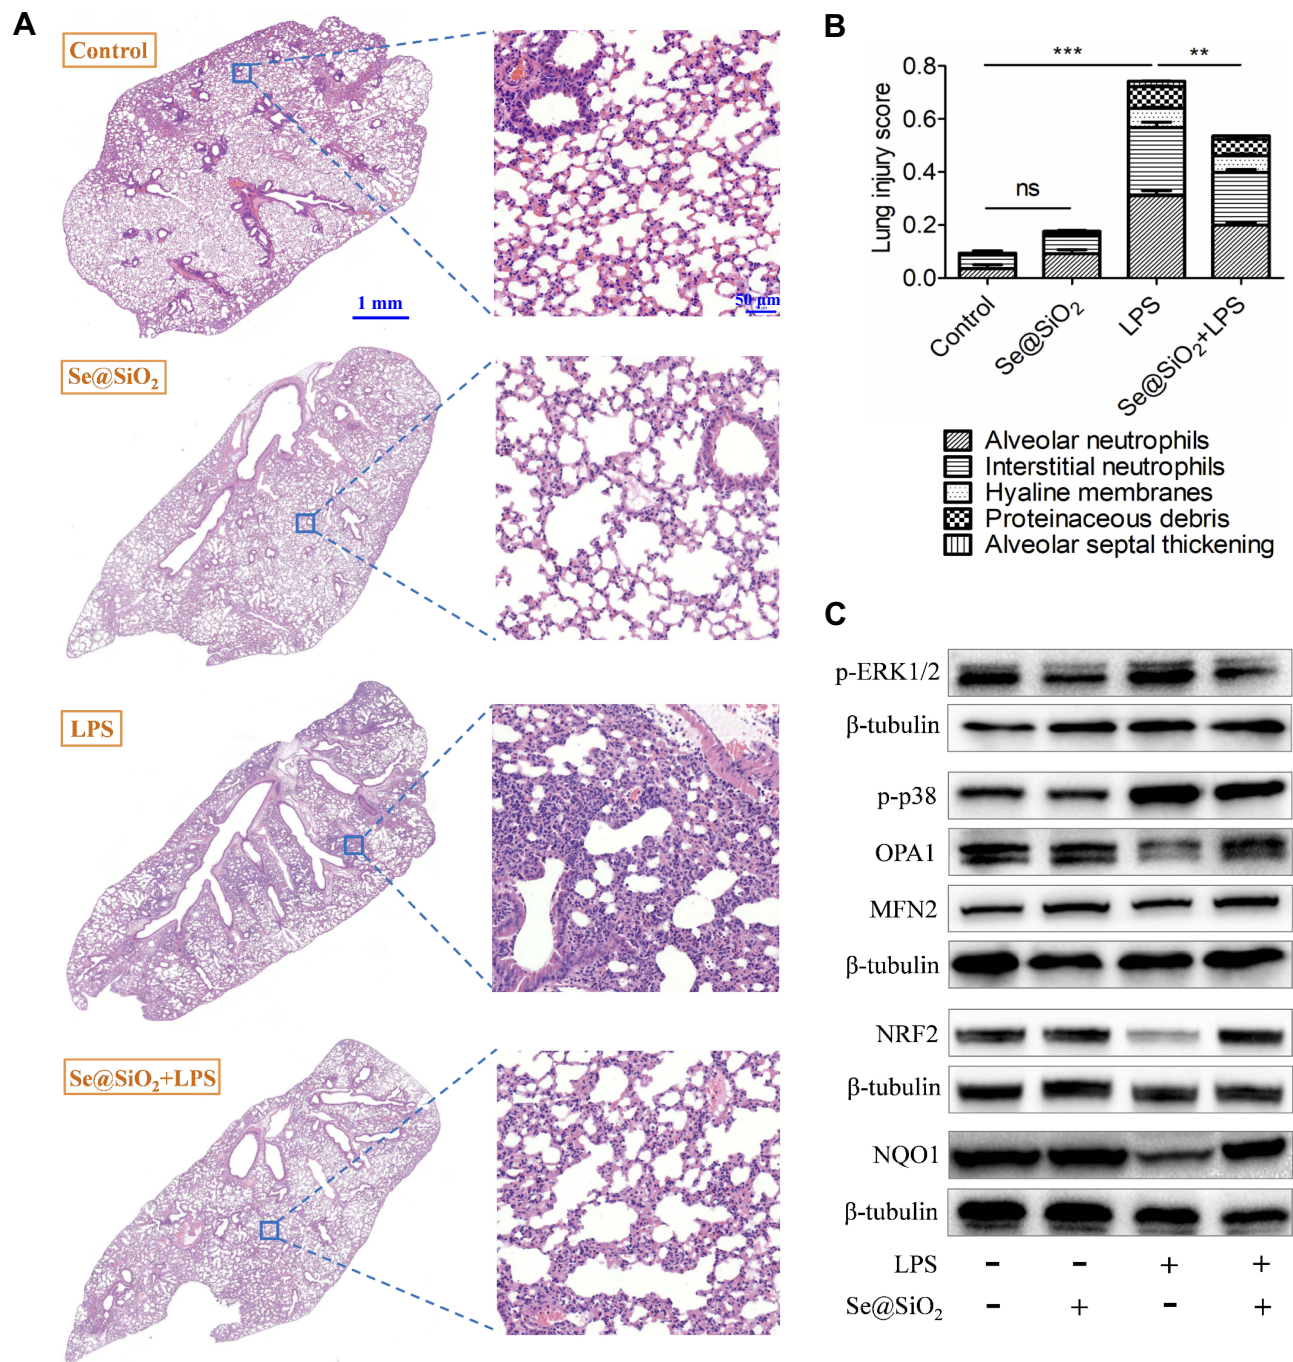 A
Control
1 mm
50 μm
Se@SiO₂
LPS
Se@SiO₂+LPS
B
Lung injury score
0.8
0.6
0.4
0.2
0.0
***
**
ns
Control
Se@SiO₂
LPS
Se@SiO₂+LPS
Alveolar neutrophils
Interstitial neutrophils
Hyaline membranes
Proteinaceous debris
Alveolar septal thickening
C
p-ERK1/2
β-tubulin
p-p38
OPA1
MFN2
β-tubulin
NRF2
β-tubulin
NQO1
β-tubulin
LPS - - + +
Se@SiO₂ - + - +